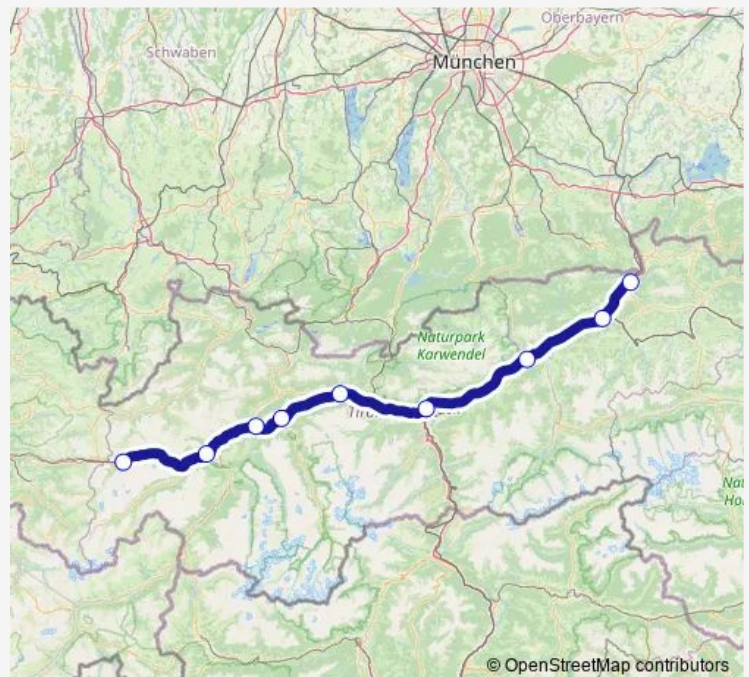 Oberbayern
Schwaben
München
Naturpark
Karwendel
© OpenStreetMap contributors